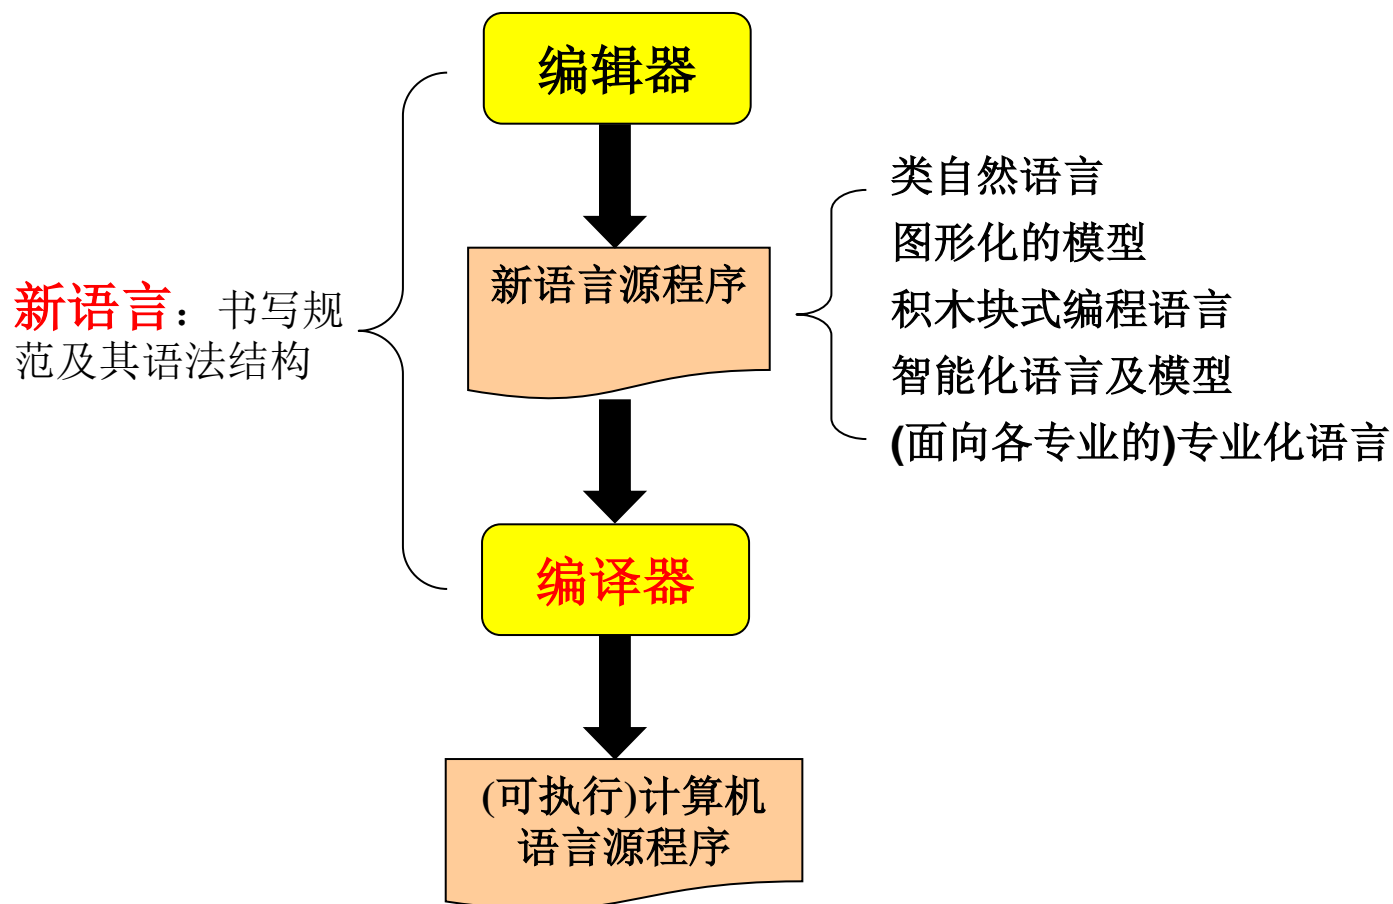 编辑器
类自然语言
图形化的模型
新语言源程序
积木块式编程语言
新语言：书写规
范及其语法结构
智能化语言及模型
(面向各专业的)专业化语言
编译器
(可执行)计算机
语言源程序